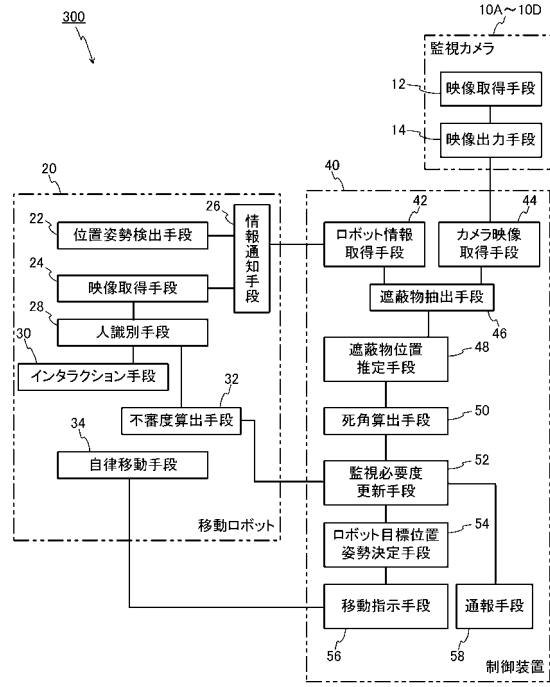 300
10A～10D
監視カメラ
12
映像取得手段
14
映像出力手段
20
22
位置姿勢検出手段
26
情報通知手段
24
映像取得手段
28
人識別手段
30
インタラクション手段
32
不審度算出手段
34
自律移動手段
移動ロボット
40
42
ロボット情報
取得手段
44
カメラ映像
取得手段
遮蔽物抽出手段
46
遮蔽物位置
推定手段
48
死角算出手段
50
監視必要度
更新手段
52
ロボット目標位置
姿勢決定手段
54
移動指示手段
56
通報手段
58
制御装置